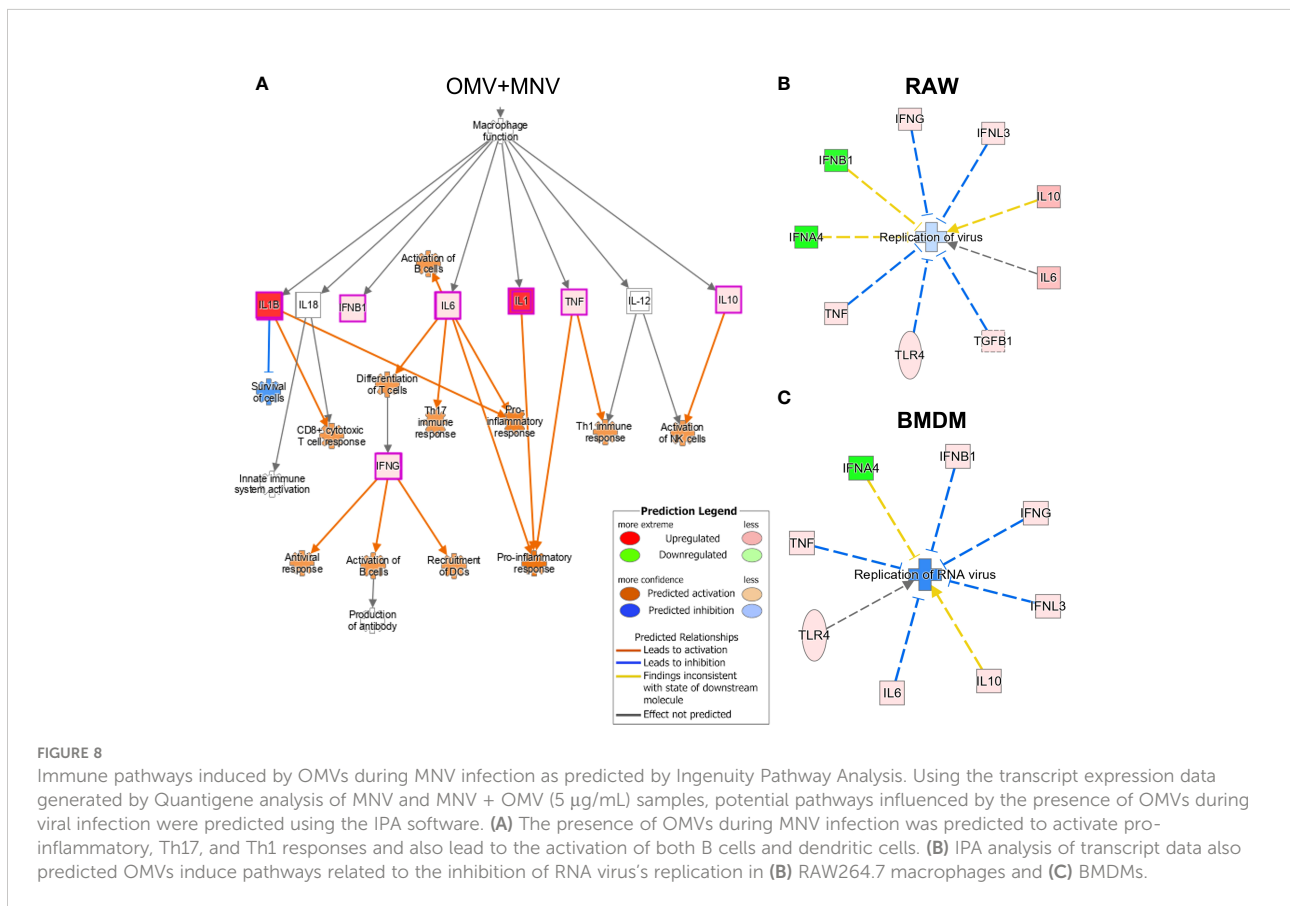 A
OMV+MNV
Macrophage
function
Activation of
B cells
IL1B
IL18
IFNB1
IL6
IL1
TNF
IL-12
IL10
Survival
of cells
Differentiation
of T cells
CD8+ cytotoxic
T cell response
Th17
immune
response
Pro-
inflammatory
response
Th1 immune
response
Activation
of NK cells
Innate immune
system activation
IFNG
Antiviral
response
Activation of
B cells
Recruitment
of DCs
Pro-inflammatory
response
Production
of antibody
Prediction Legend
more extreme
less
Upregulated
Downregulated
more confidence
less
Predicted activation
Predicted inhibition
Predicted Relationships
Leads to activation
Leads to inhibition
Findings inconsistent
with state of downstream
molecule
Effect not predicted
B
RAW
IFNG
IFNL3
IFNB1
IL10
IFNA4
Replication of virus
IL6
TNF
TGFB1
TLR4
C
BMDM
IFNA4
IFNB1
IFNG
TNF
Replication of RNA virus
IFNL3
TLR4
IL6
IL10
FIGURE 8
Immune pathways induced by OMVs during MNV infection as predicted by Ingenuity Pathway Analysis. Using the transcript expression data
generated by Quantigene analysis of MNV and MNV + OMV (5 μg/mL) samples, potential pathways influenced by the presence of OMVs during
viral infection were predicted using the IPA software. (A) The presence of OMVs during MNV infection was predicted to activate pro-
inflammatory, Th17, and Th1 responses and also lead to the activation of both B cells and dendritic cells. (B) IPA analysis of transcript data also
predicted OMVs induce pathways related to the inhibition of RNA virus's replication in (B) RAW264.7 macrophages and (C) BMDMs.